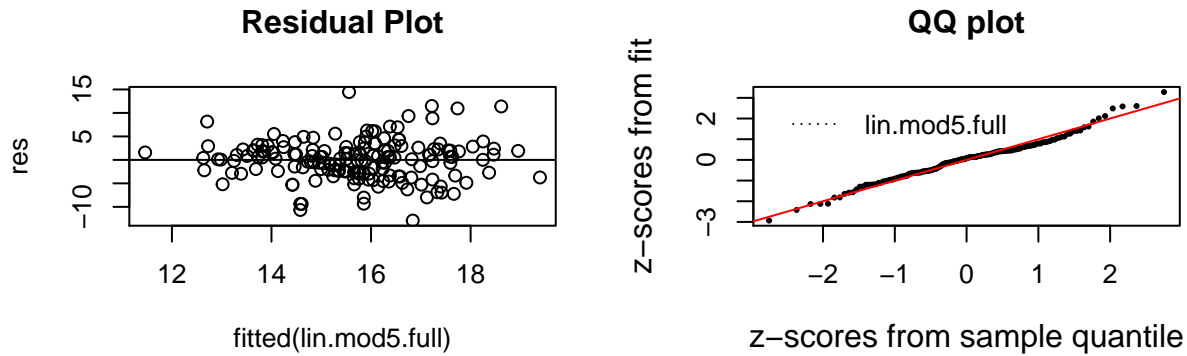 Residual Plot
res
−10
5
15
12
14
16
18
fitted(lin.mod5.full)
QQ plot
z−scores from fit
−3
0
2
lin.mod5.full
−2
−1
0
1
2
z−scores from sample quantile